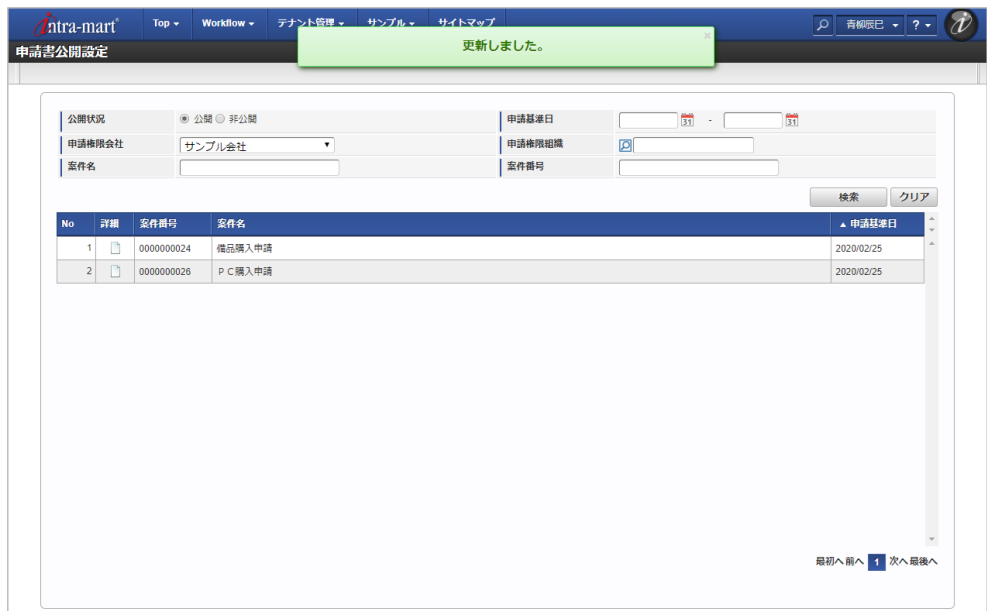 intra-mart® Top Workflow テナント管理 サンプル サイトマップ 青柳辰巳 ?
更新しました。 ×
申請書公開設定
公開状況 公開 非公開 申請基準日 31 - 31
申請権限会社 サンプル会社 申請権限組織
案件名 案件番号
検索 クリア
No 詳細 案件番号 案件名 ▲ 申請基準日
1 0000000024 備品購入申請 2020/02/25
2 0000000026 ＰＣ購入申請 2020/02/25
最初へ 前へ 1 次へ 最後へ